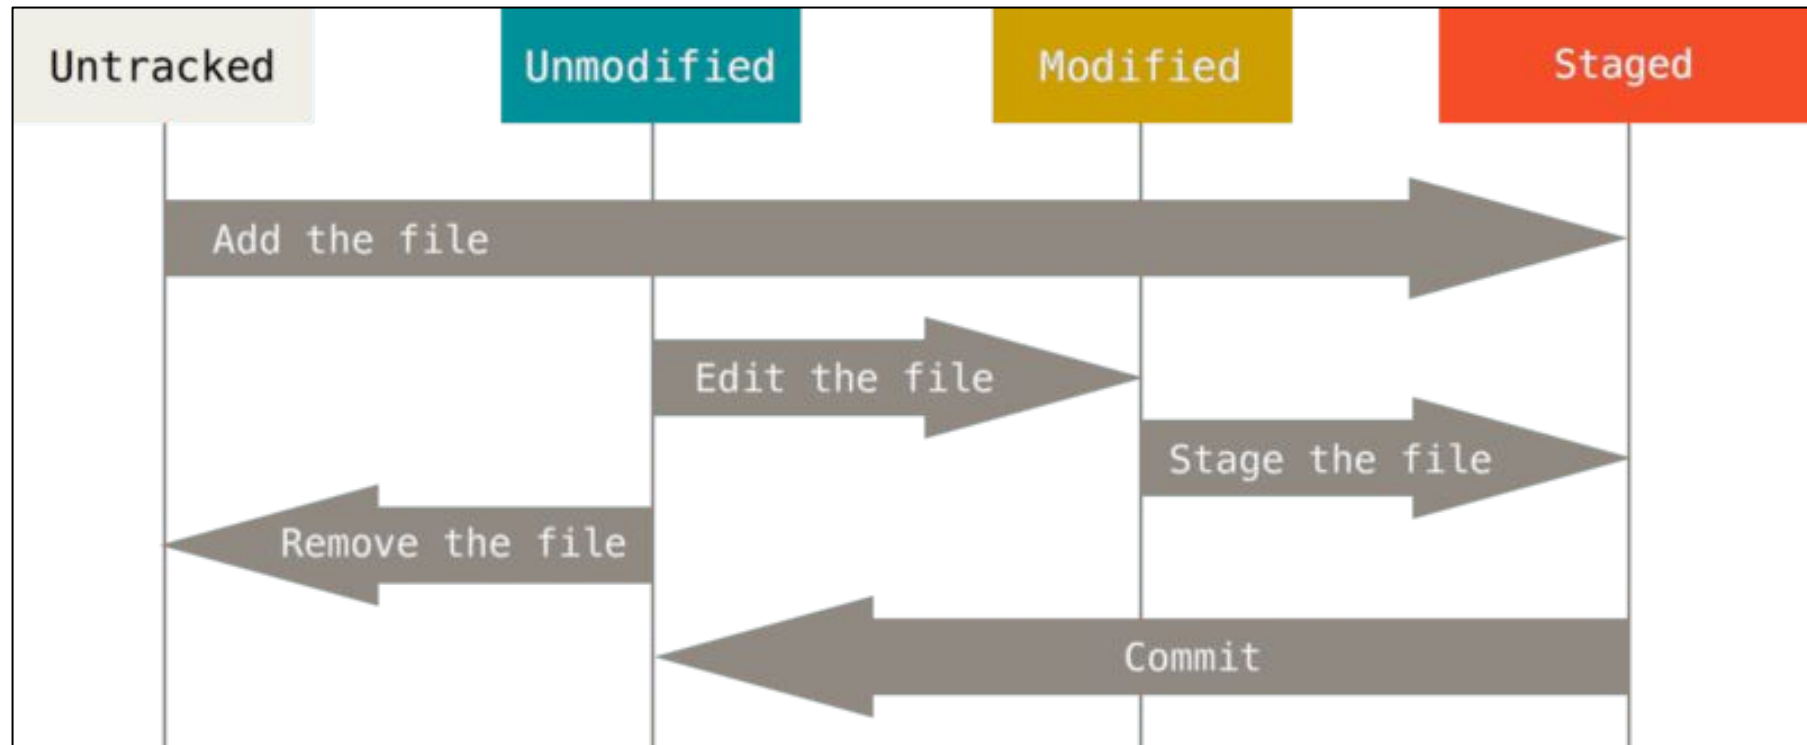 Untracked
Unmodified
Modified
Staged
Add the file
Edit the file
Stage the file
Remove the file
Commit